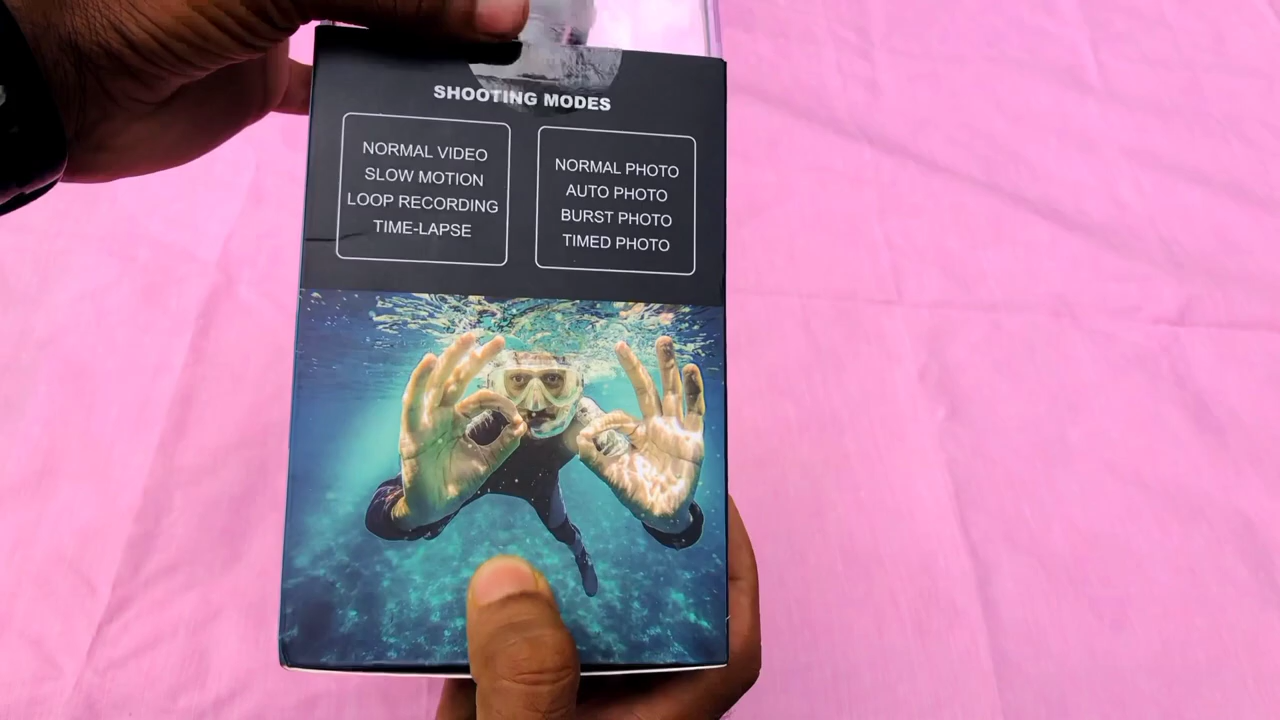 SHOOTING MODES
NORMAL VIDEO
SLOW MOTION
LOOP RECORDING
TIME-LAPSE
NORMAL PHOTO
AUTO PHOTO
BURST PHOTO
TIMED PHOTO